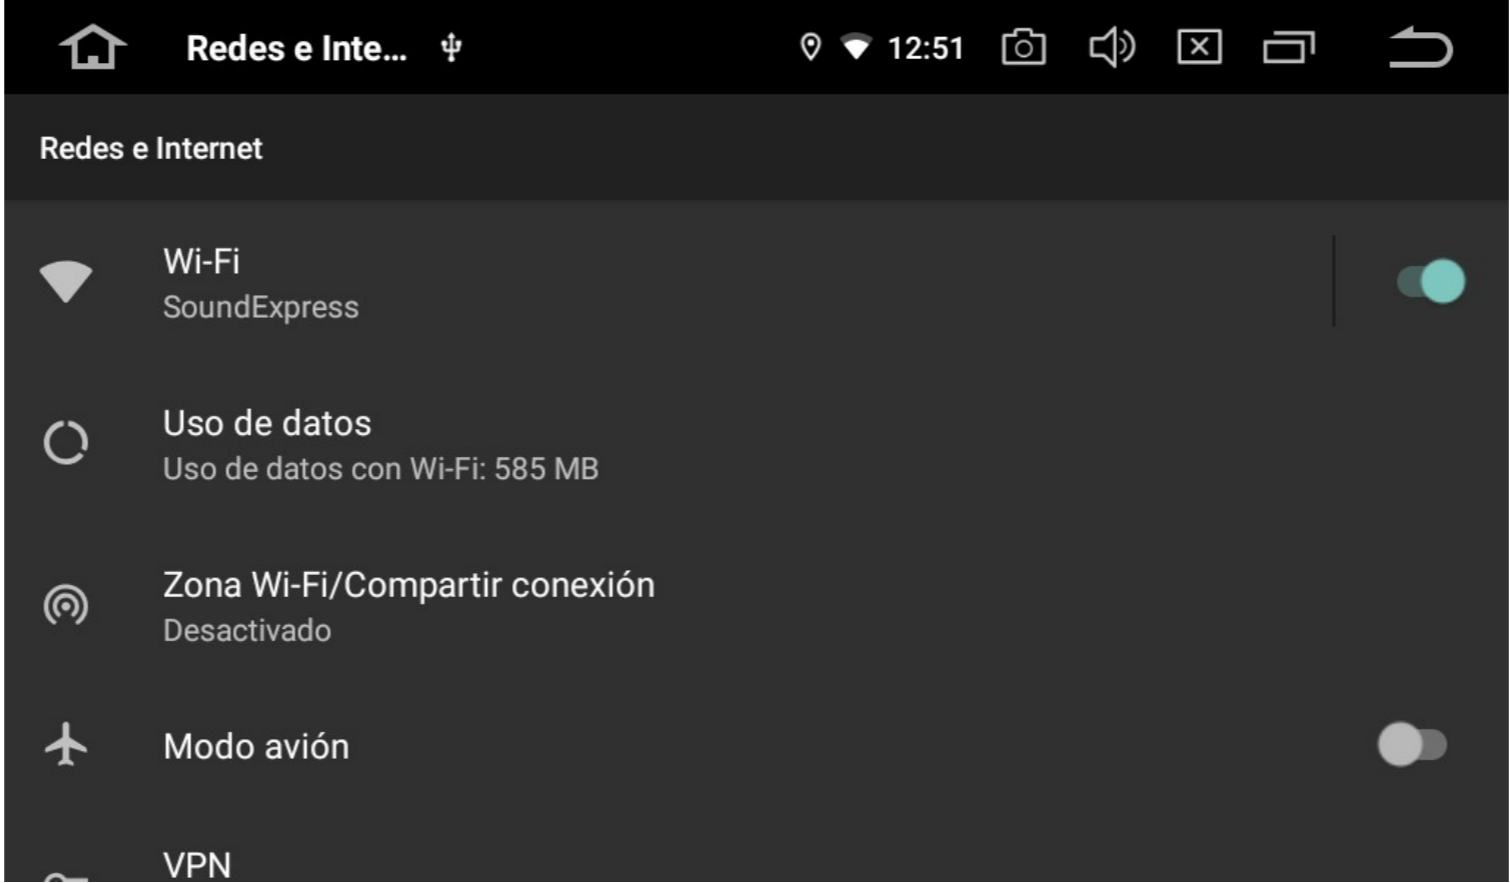 Redes e Inte...
12:51
Redes e Internet
Wi-Fi
SoundExpress
Uso de datos
Uso de datos con Wi-Fi: 585 MB
Zona Wi-Fi/Compartir conexión
Desactivado
Modo avión
VPN